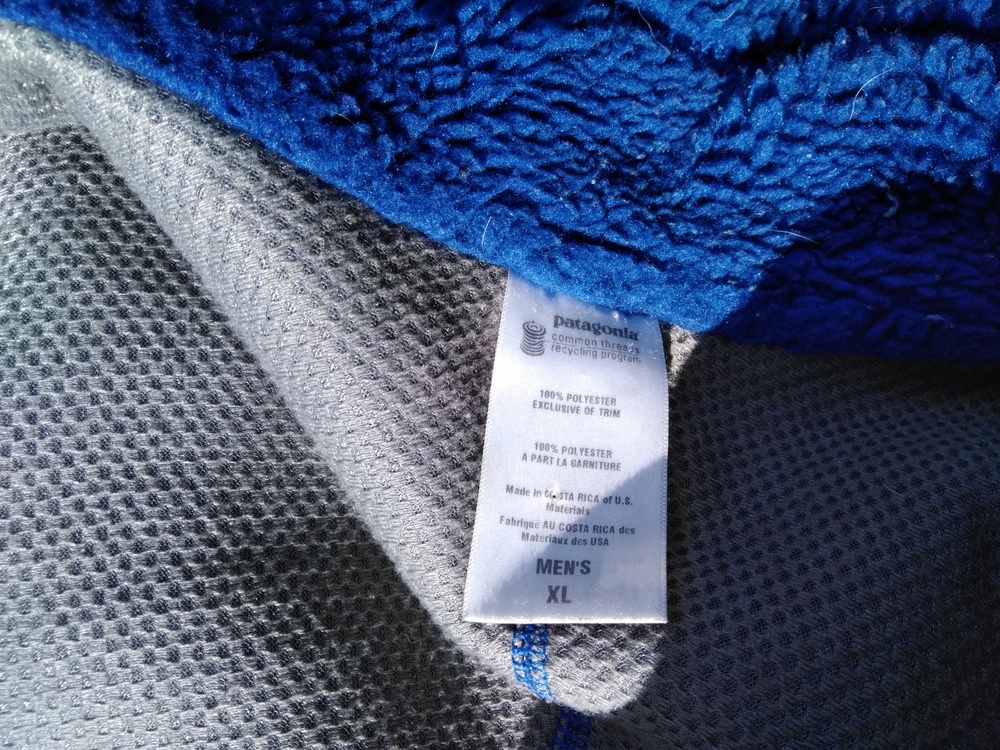 patagonia
common threads
recycling program
100% POLYESTER
EXCLUSIVE OF TRIM
100% POLYESTER
A PART LA GARNITURE
Made in COSTA RICA of U.S.
Materials
Fabrique AU COSTA RICA des
Materiaux des USA
MEN'S
XL